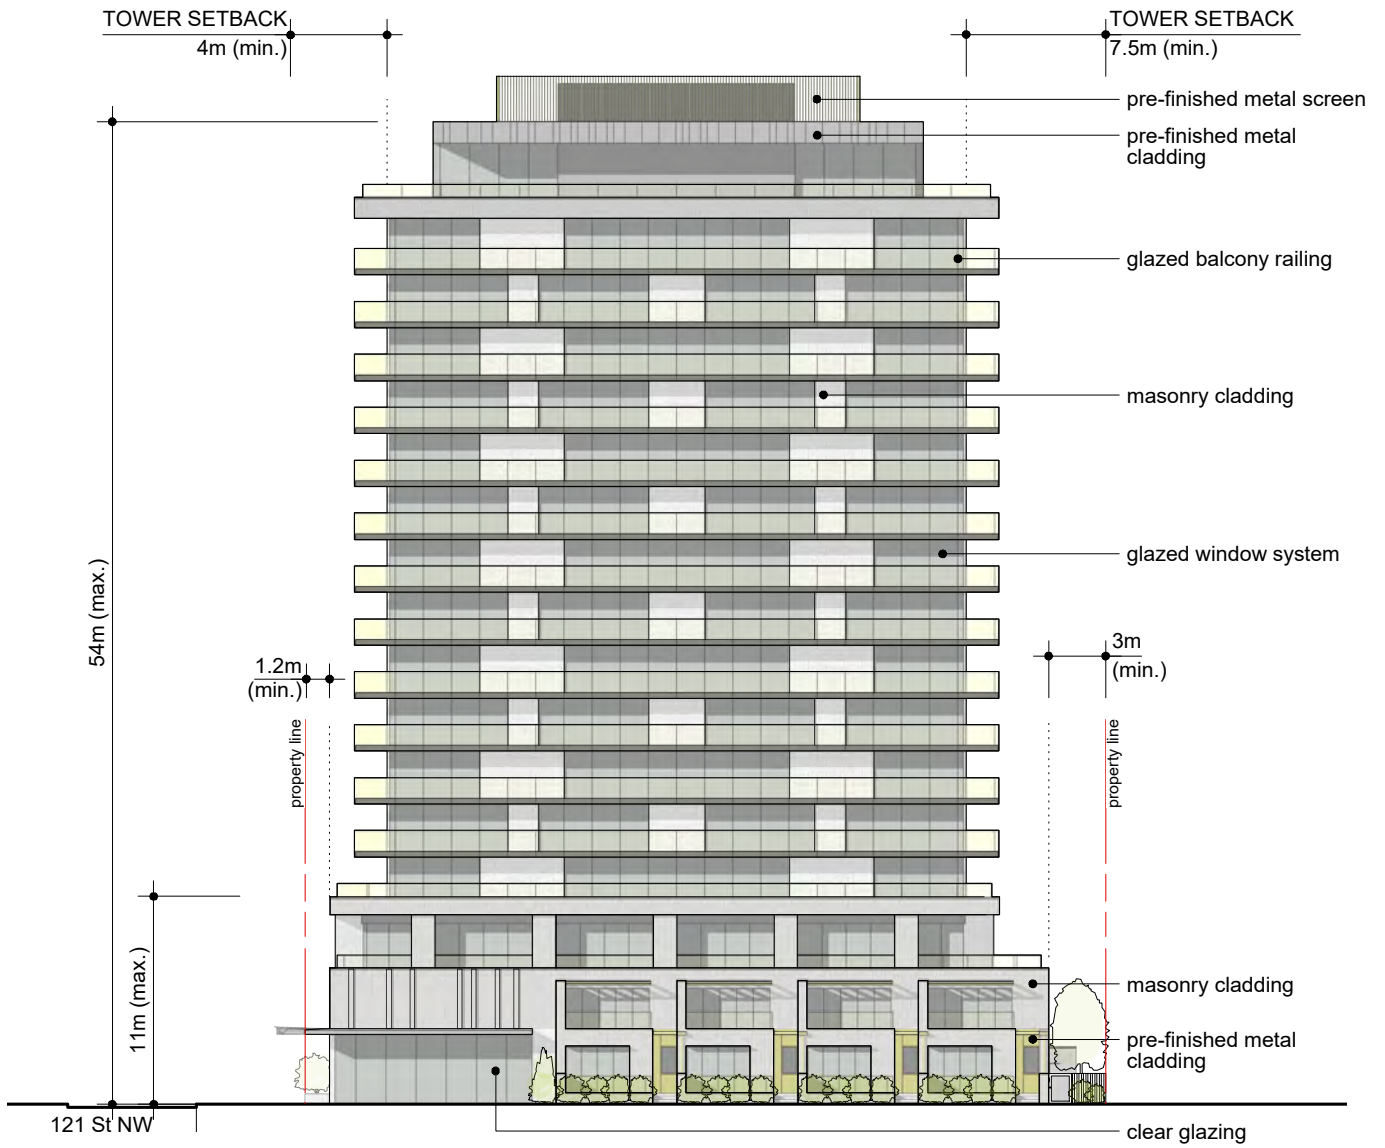 TOWER SETBACK
4m (min.)
TOWER SETBACK
7.5m (min.)
pre-finished metal screen
pre-finished metal
cladding
glazed balcony railing
masonry cladding
glazed window system
54m (max.)
1.2m
(min.)
3m
(min.)
property line
property line
11m (max.)
masonry cladding
pre-finished metal
cladding
121 St NW
clear glazing